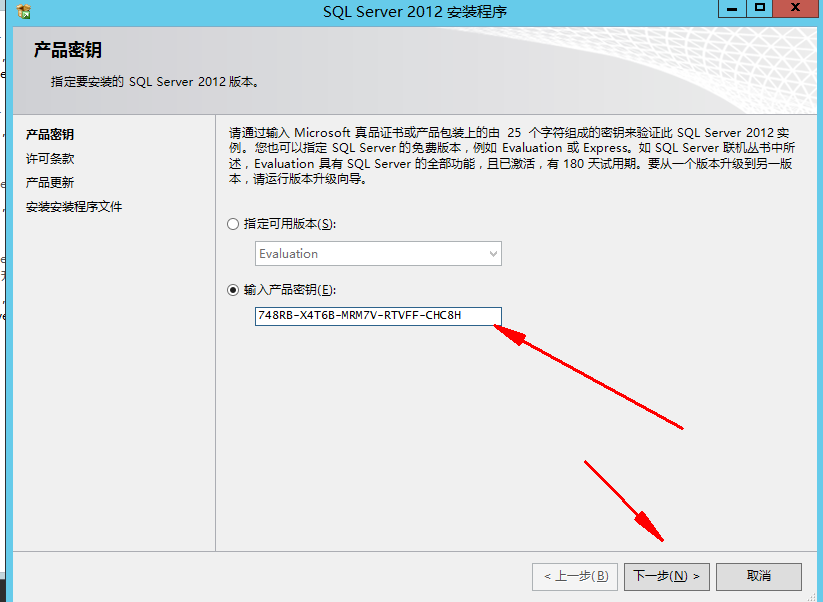 SQL Server 2012 安装程序
产品密钥
指定要安装的 SQL Server 2012 版本。
产品密钥
许可条款
产品更新
安装安装程序文件
请通过输入 Microsoft 真品证书或产品包装上的由 25 个字符组成的密钥来验证此 SQL Server 2012 实
例。您也可以指定 SQL Server 的免费版本，例如 Evaluation 或 Express。如 SQL Server 联机丛书中所
述，Evaluation 具有 SQL Server 的全部功能，且已激活，有 180 天试用期。要从一个版本升级到另一版
本，请运行版本升级向导。
指定可用版本(S):
Evaluation
输入产品密钥(E):
748RB-X4T6B-MRM7V-RTVFF-CHC8H
< 上一步(B)
下一步(N) >
取消